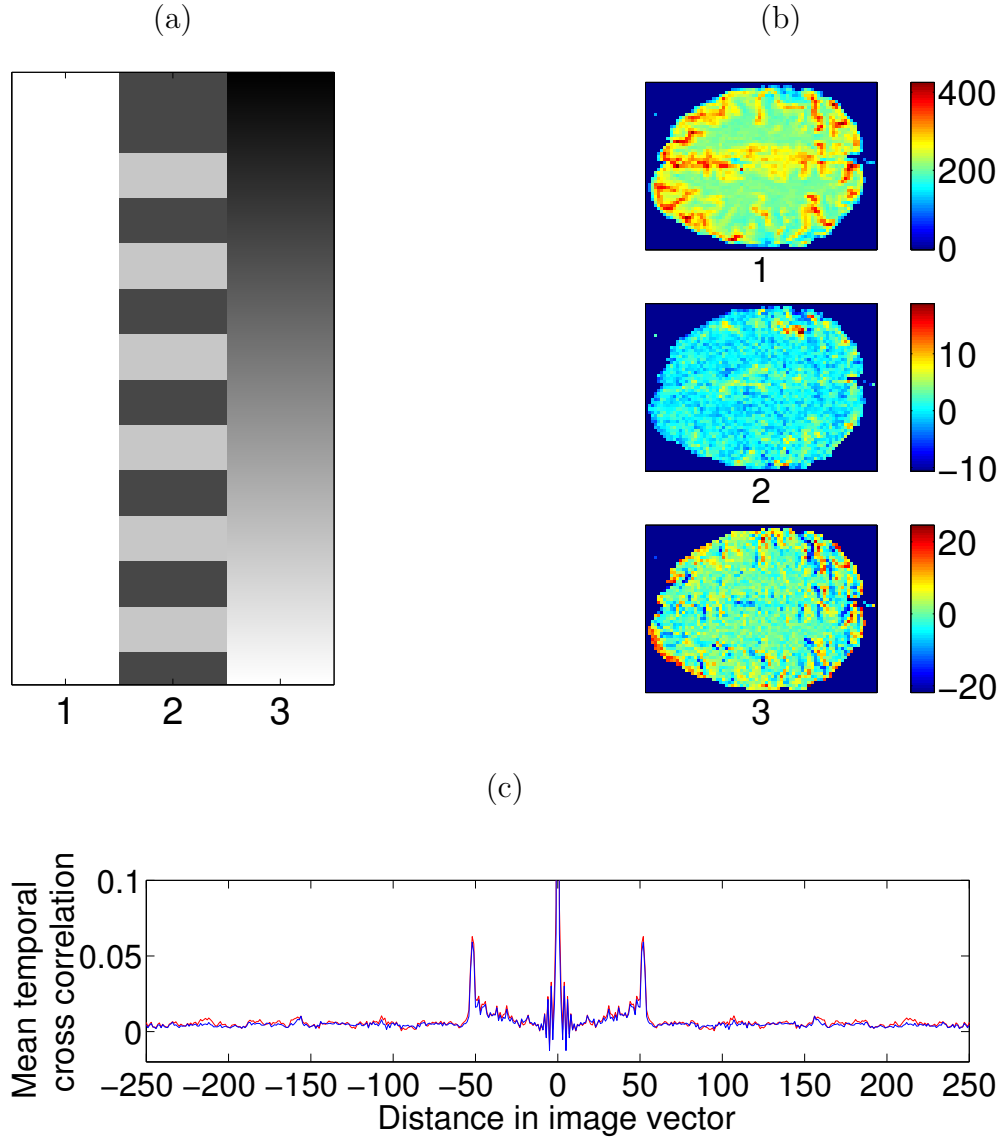 (a)
1 2 3
(b)
400
200
0
1
10
0
−10
2
20
0
−20
3
(c)
Mean temporal
cross correlation
0.1
0.05
0
−250 −200 −150 −100 −50 0 50 100 150 200 250
Distance in image vector